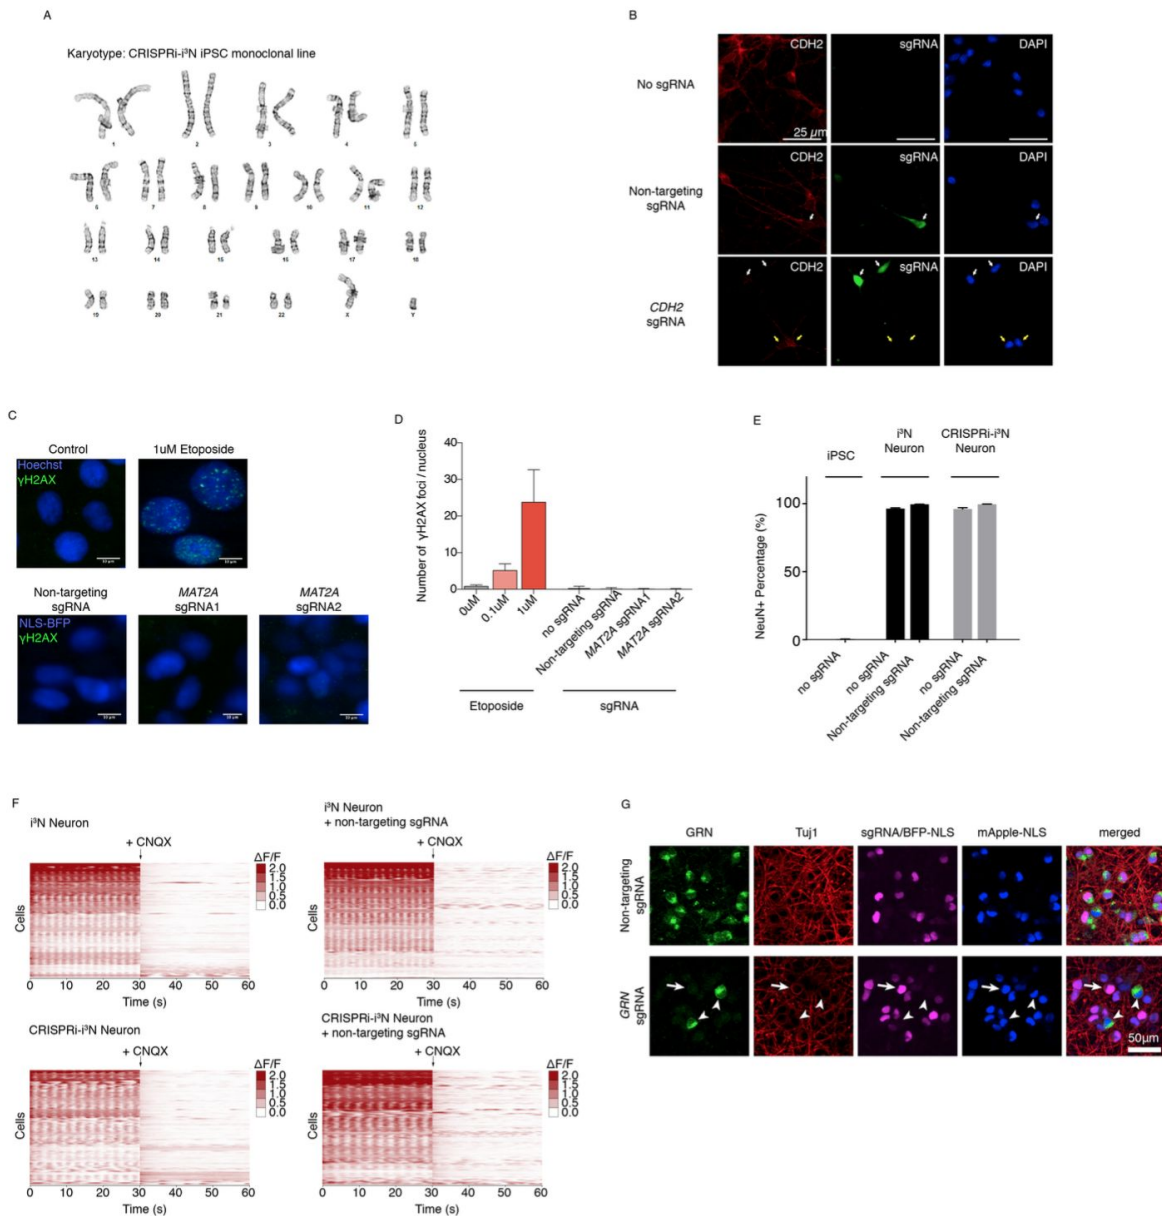 A
Karyotype: CRISPRi-i³N iPSC monoclonal line
1 2 3 4 5
6 7 8 9 10 11 12
13 14 15 16 17 18
19 20 21 22 X Y
B
CDH2 sgRNA DAPI
No sgRNA
25 µm
CDH2 sgRNA DAPI
Non-targeting
sgRNA
CDH2 sgRNA DAPI
CDH2
sgRNA
C
Control 1uM Etoposide
Hoechst
γH2AX
10 µm 10 µm
Non-targeting
sgRNA
MAT2A
sgRNA1
MAT2A
sgRNA2
NLS-BFP
γH2AX
10 µm 10 µm 10 µm
D
Number of γH2AX foci / nucleus
40
30
20
10
0
0uM
0.1uM
1uM
no sgRNA
Non-targeting sgRNA
MAT2A sgRNA1
MAT2A sgRNA2
Etoposide sgRNA
E
iPSC
i³N
Neuron
CRISPRi-i³N
Neuron
NeuN+ Percentage (%)
100
50
0
no sgRNA
no sgRNA
Non-targeting sgRNA
no sgRNA
Non-targeting sgRNA
F
i³N Neuron
+ CNQX
ΔF/F
2.0
1.5
1.0
0.5
0.0
Cells
0 10 20 30 40 50 60
Time (s)
i³N Neuron
+ non-targeting sgRNA
+ CNQX
ΔF/F
2.0
1.5
1.0
0.5
0.0
Cells
0 10 20 30 40 50 60
Time (s)
CRISPRi-i³N Neuron
+ CNQX
ΔF/F
2.0
1.5
1.0
0.5
0.0
Cells
0 10 20 30 40 50 60
Time (s)
CRISPRi-i³N Neuron
+ non-targeting sgRNA
+ CNQX
ΔF/F
2.0
1.5
1.0
0.5
0.0
Cells
0 10 20 30 40 50 60
Time (s)
G
GRN Tuj1 sgRNA/BFP-NLS mApple-NLS merged
Non-targeting
sgRNA
GRN
sgRNA
50µm